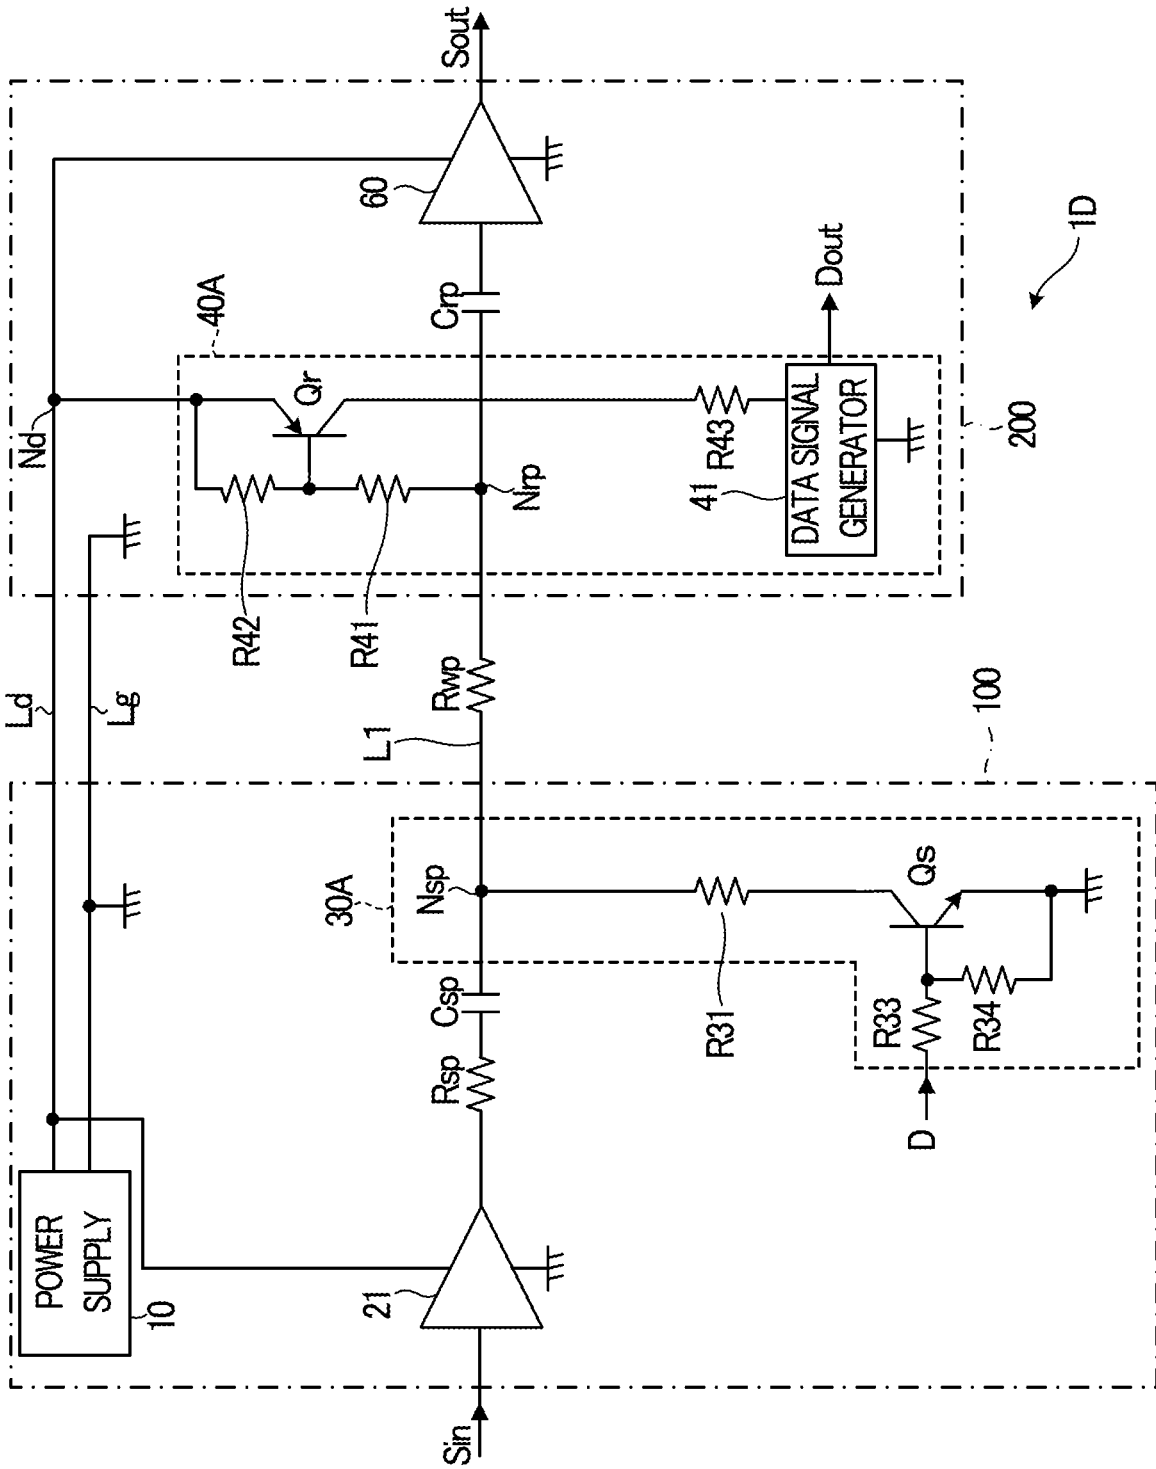 1D
100
200
POWER
SUPPLY
10
Ld
Lg
Nd
Sin
21
Rsp
Csp
30A
Nsp
R31
Qs
R33
R34
D
L1
Rwp
40A
R42
R41
Qr
Nrp
R43
41
DATA SIGNAL
GENERATOR
Dout
Crp
60
Sout